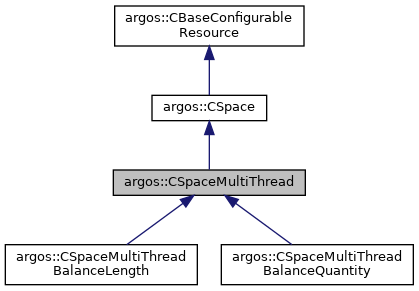 argos::CBaseConfigurable
Resource
argos::CSpace
argos::CSpaceMultiThread
argos::CSpaceMultiThread
BalanceLength
argos::CSpaceMultiThread
BalanceQuantity